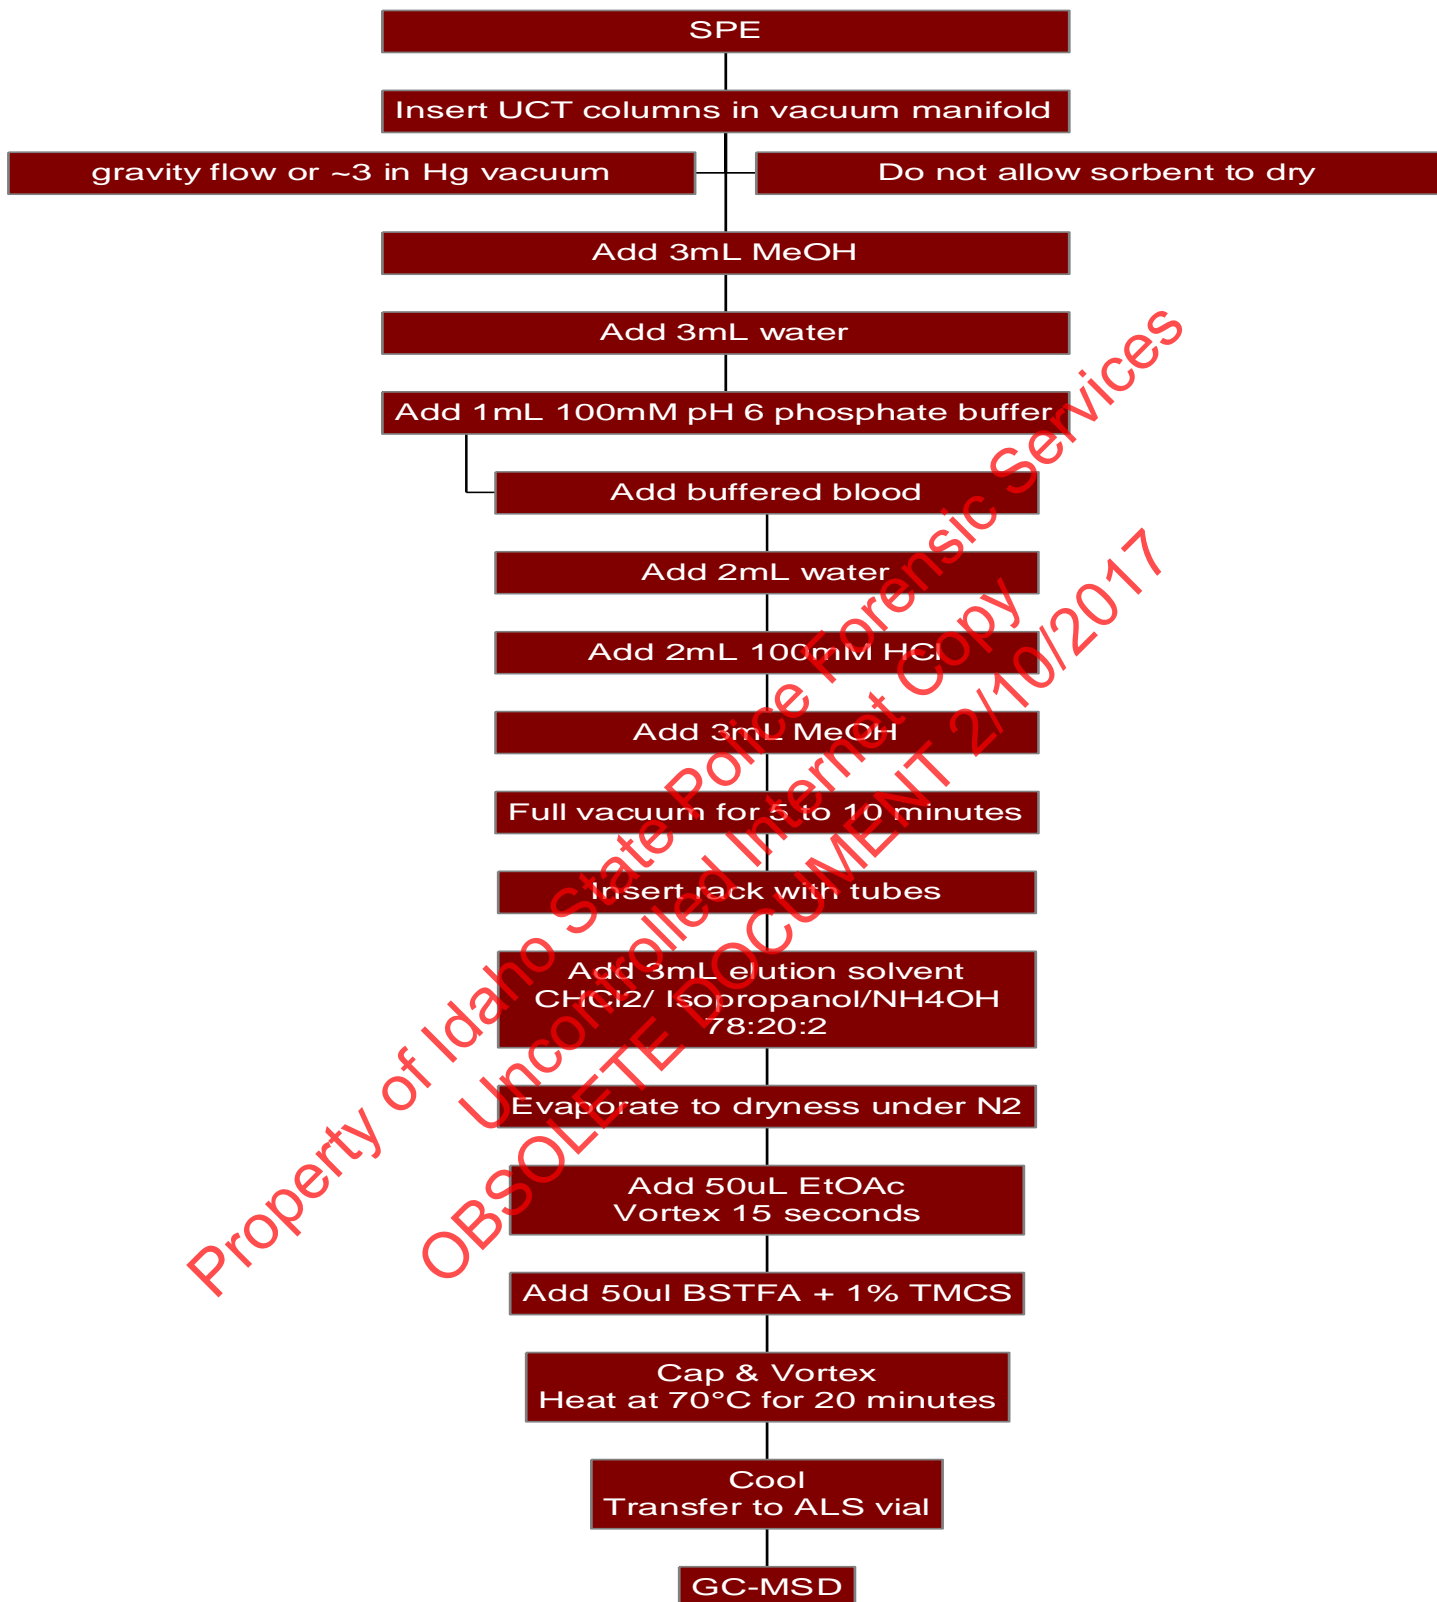 SPE
Insert UCT columns in vacuum manifold
gravity flow or ~3 in Hg vacuum
Do not allow sorbent to dry
Add 3mL MeOH
Add 3mL water
Add 1mL 100mM pH 6 phosphate buffer
Add buffered blood
Add 2mL water
Add 2mL 100mM HCl
Add 3mL MeOH
Full vacuum for 5 to 10 minutes
Insert rack with tubes
Add 3mL elution solvent
CHCl2/ Isopropanol/NH4OH
78:20:2
Evaporate to dryness under N2
Add 50uL EtOAc
Vortex 15 seconds
Add 50ul BSTFA + 1% TMCS
Cap & Vortex
Heat at 70°C for 20 minutes
Cool
Transfer to ALS vial
GC-MSD
Property of Idaho State Police Forensic Services
Uncontrolled Internet Copy
OBSOLETE DOCUMENT 2/10/2017